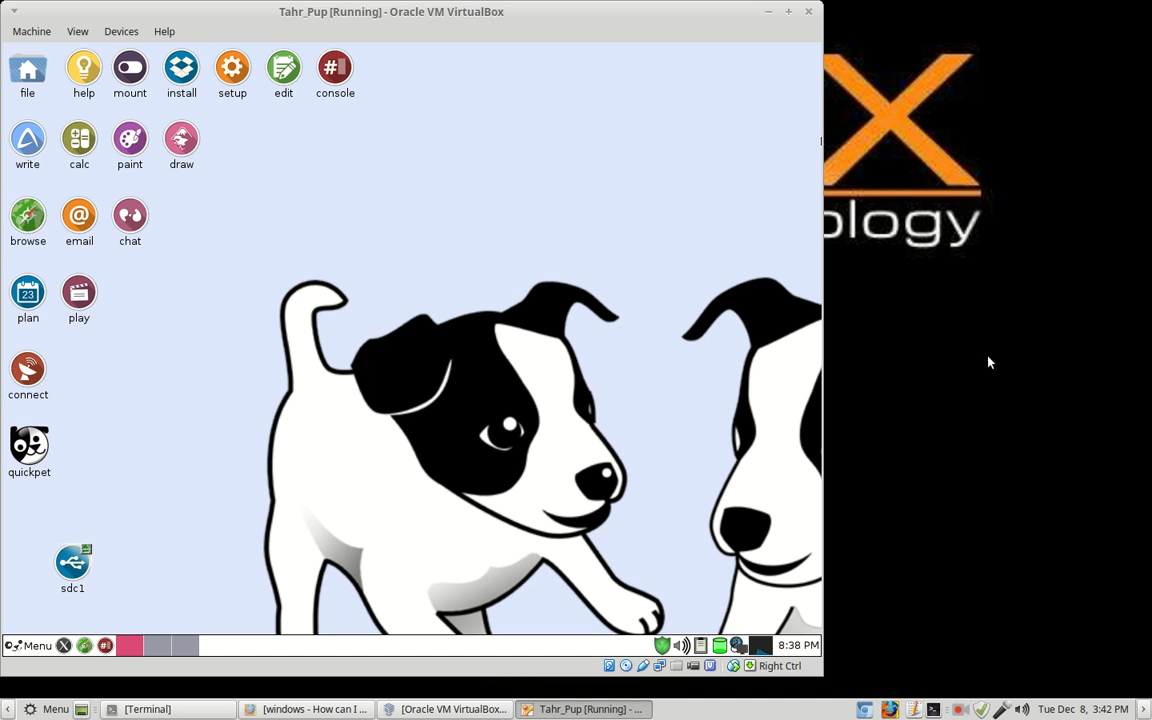 Tahr_Pup [Running] - Oracle VM VirtualBox
Machine View Devices Help
file help mount install setup edit console
write calc paint draw
browse email chat
23
plan play
connect
quickpet
sdc1
X
ology
Menu 8:38 PM
Right Ctrl
Menu [Terminal] [windows - How can I ... [Oracle VM VirtualBox... Tahr_Pup [Running] - ... Tue Dec 8, 3:42 PM